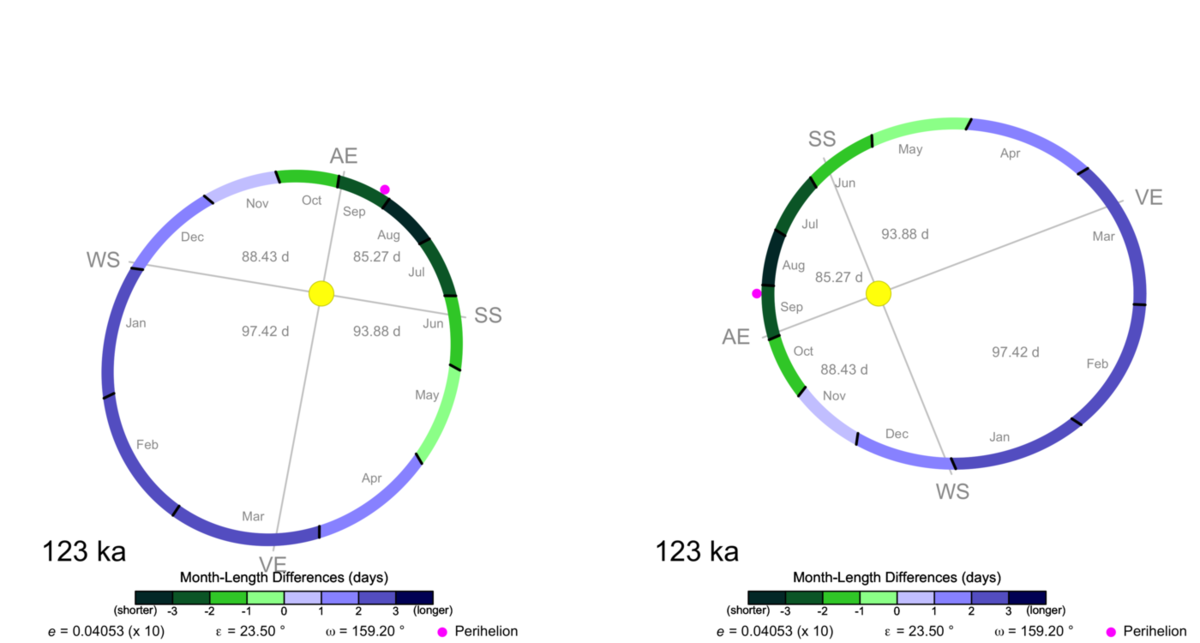 AE
Nov
Oct
Sep
Dec
Aug
WS
88.43 d
85.27 d
Jul
SS
Jan
97.42 d
93.88 d
Jun
May
Feb
Apr
Mar
VE
123 ka
Month-Length Differences (days)
(shorter) -3 -2 -1 0 1 2 3 (longer)
e = 0.04053 (x 10) ε = 23.50 ° ω = 159.20 ° Perihelion
SS
May
Apr
Jun
VE
Jul
93.88 d
Mar
Aug
85.27 d
Sep
AE
Oct
97.42 d
88.43 d
Feb
Nov
Dec
Jan
WS
123 ka
Month-Length Differences (days)
(shorter) -3 -2 -1 0 1 2 3 (longer)
e = 0.04053 (x 10) ε = 23.50 ° ω = 159.20 ° Perihelion